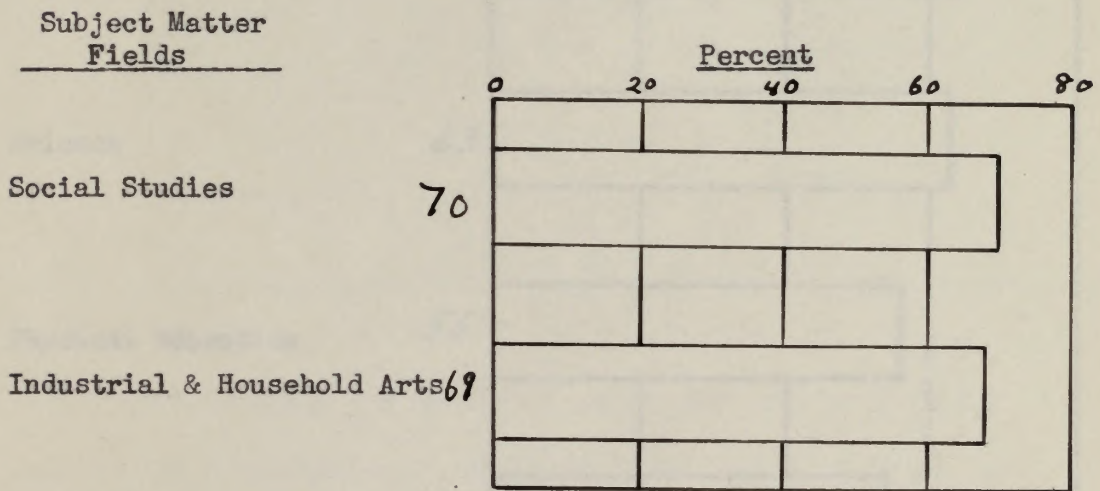 Subject Matter
Fields
Percent
0 20 40 60 80
Social Studies 70
Industrial & Household Arts 69